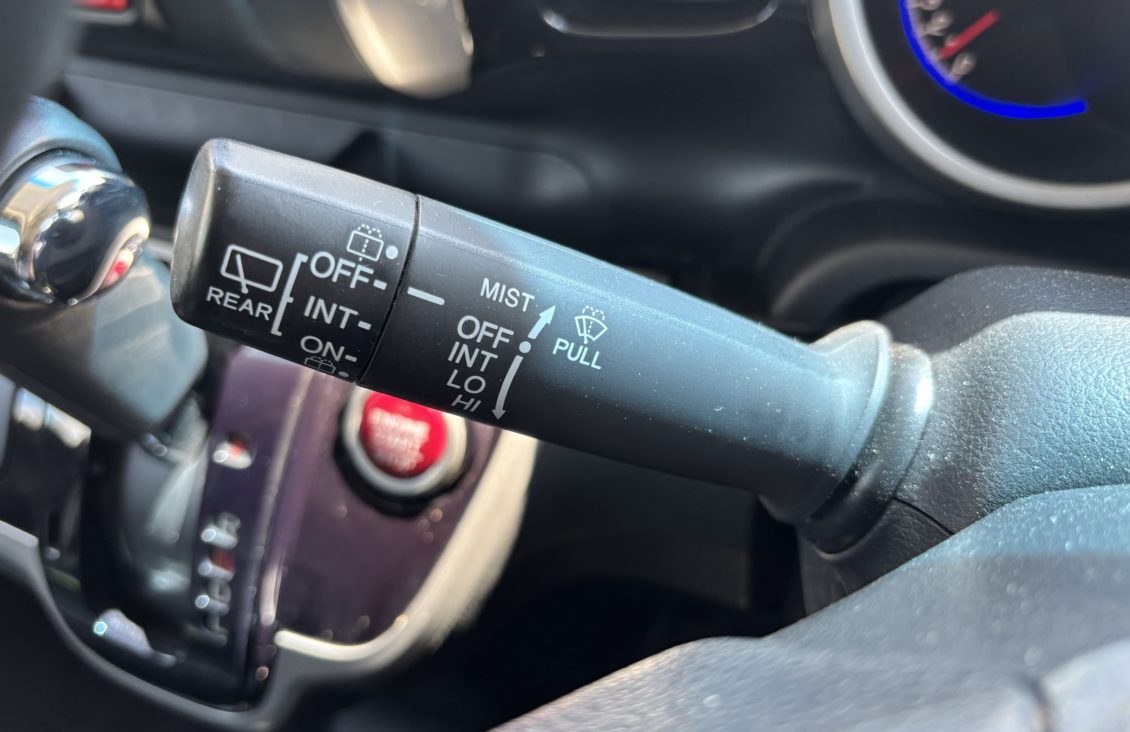 REAR
OFF
INT
ON
MIST
OFF
INT
LO
HI
PULL